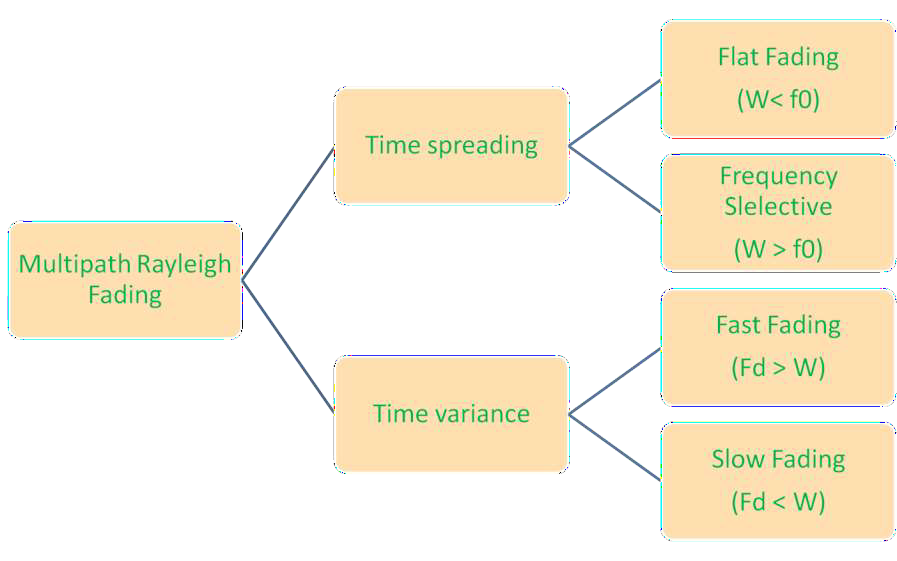 Multipath Rayleigh
Fading
Time spreading
Flat Fading
(W< f0)
Frequency
Slelective
(W > f0)
Time variance
Fast Fading
(Fd > W)
Slow Fading
(Fd < W)